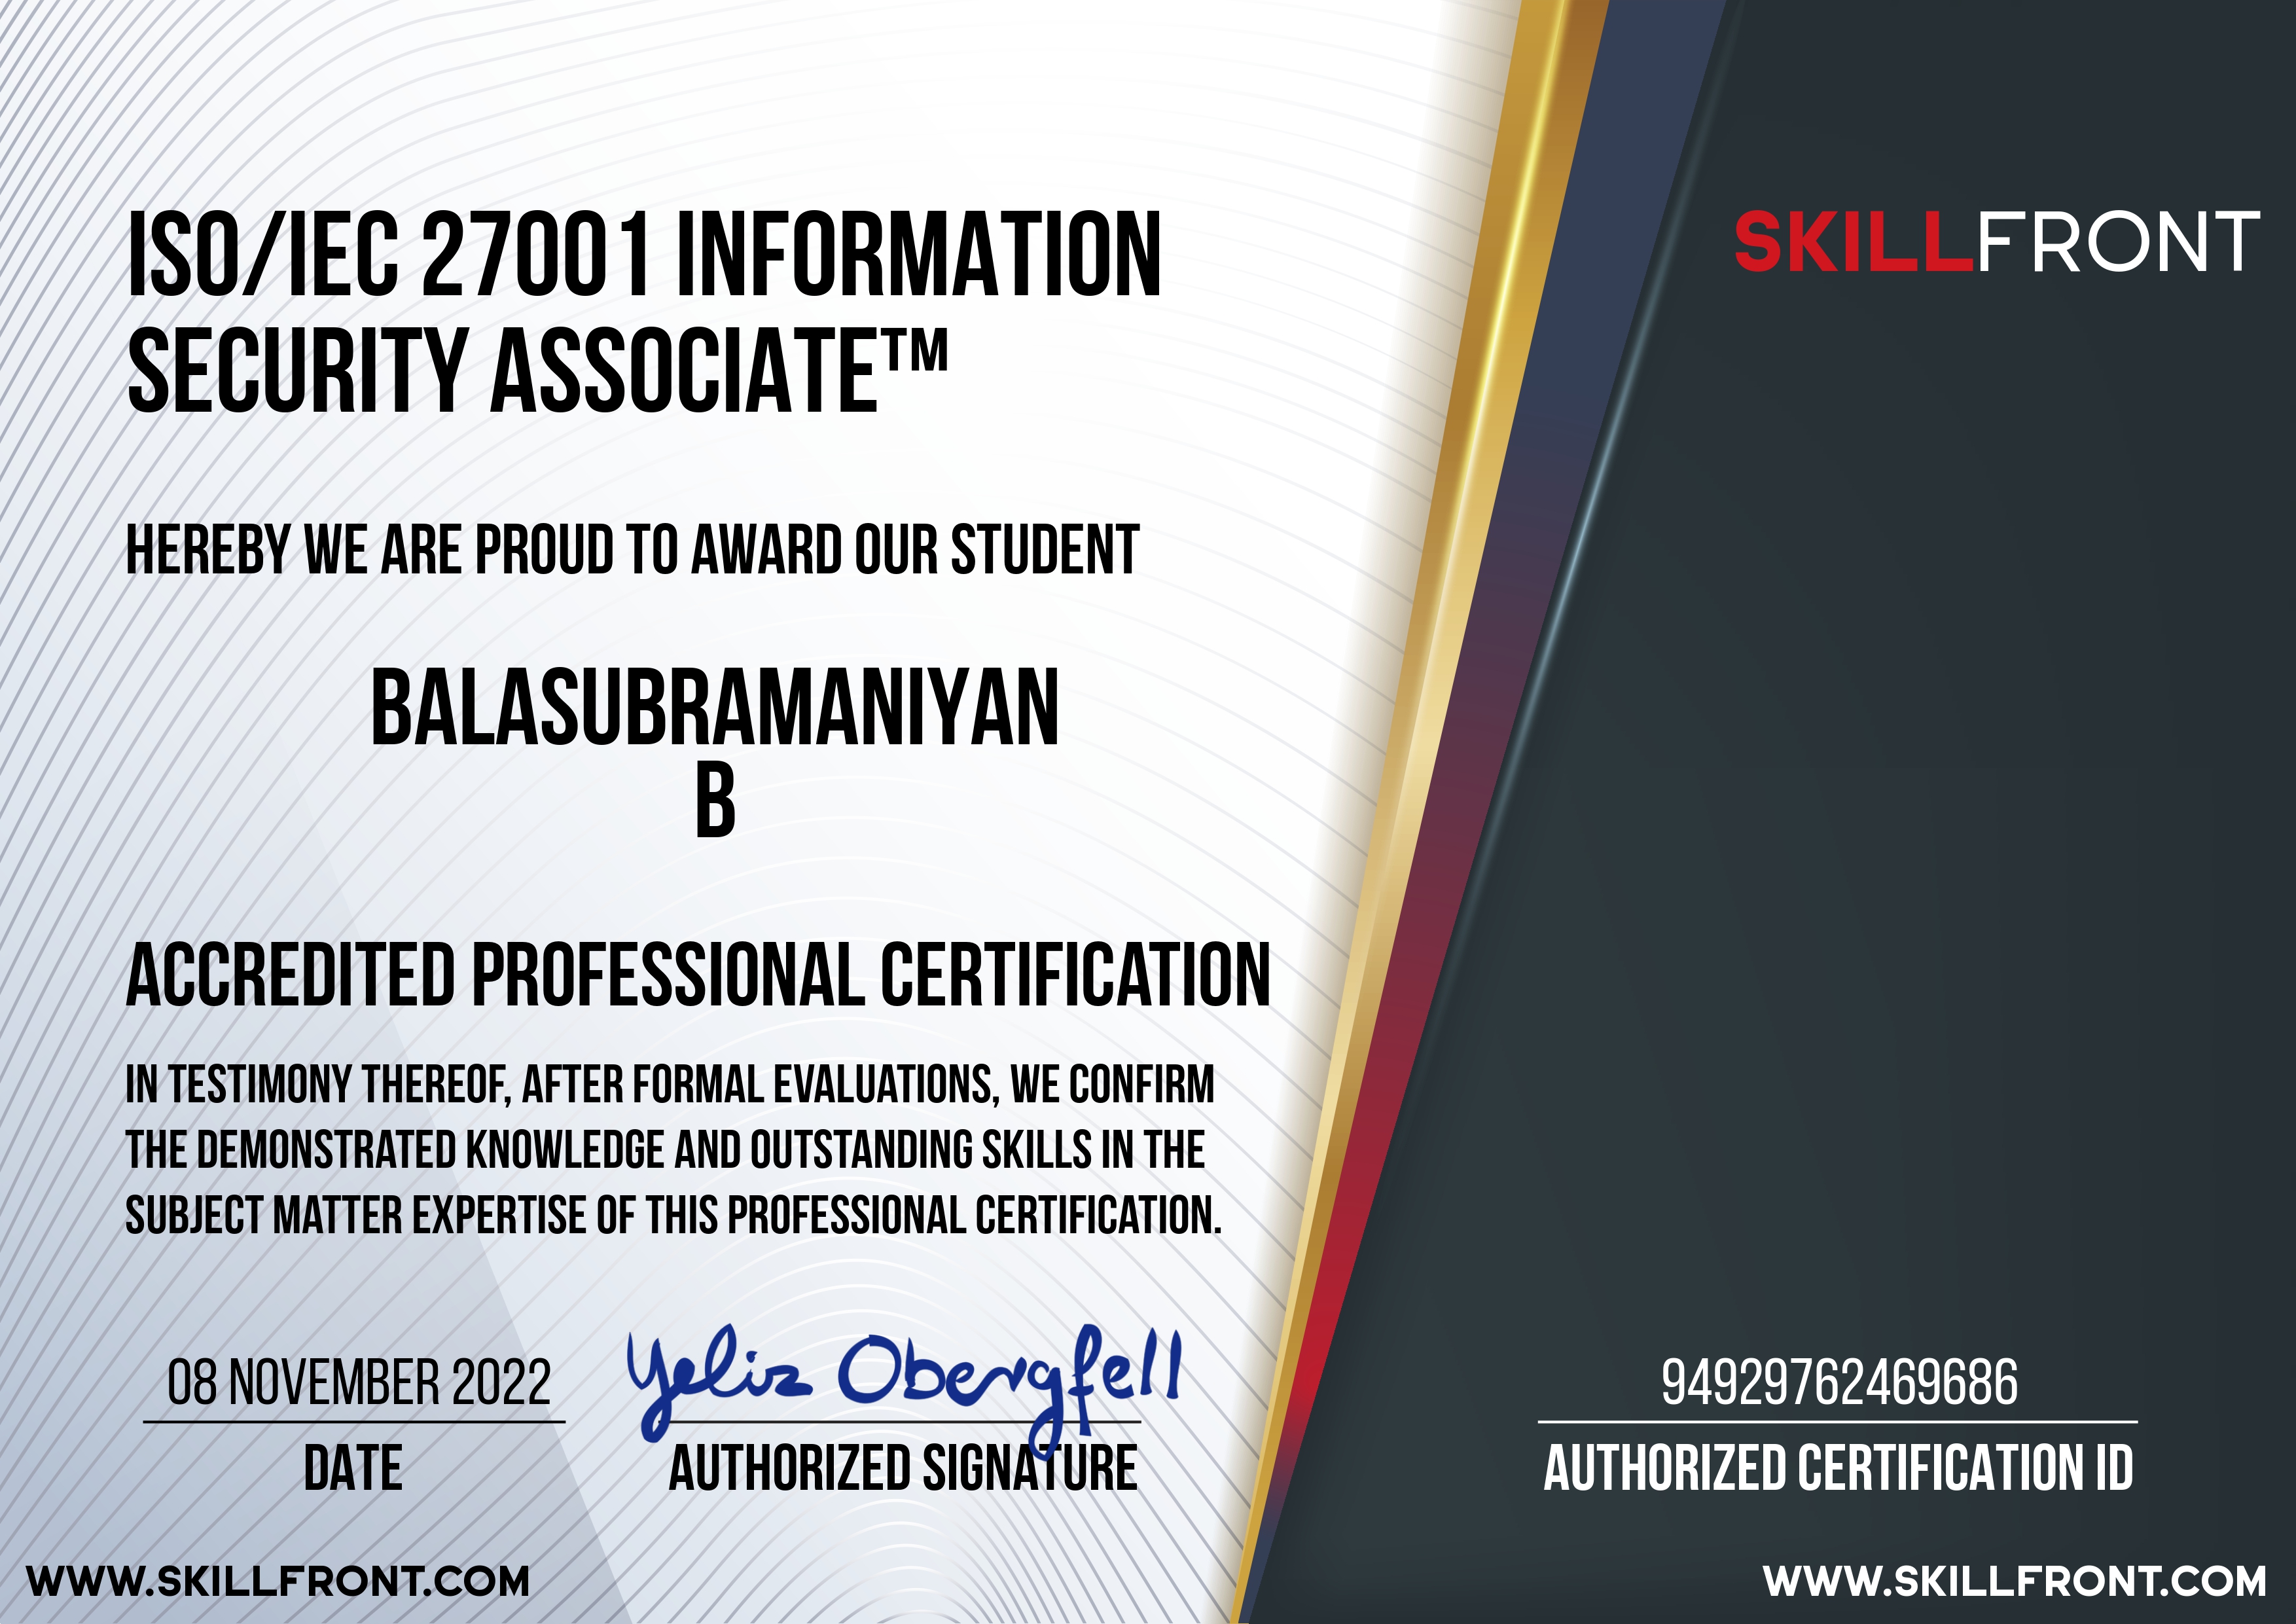 ISO/IEC 27001 INFORMATION
SECURITY ASSOCIATE™
SKILLFRONT
HEREBY WE ARE PROUD TO AWARD OUR STUDENT
BALASUBRAMANIYAN
B
ACCREDITED PROFESSIONAL CERTIFICATION
IN TESTIMONY THEREOF, AFTER FORMAL EVALUATIONS, WE CONFIRM
THE DEMONSTRATED KNOWLEDGE AND OUTSTANDING SKILLS IN THE
SUBJECT MATTER EXPERTISE OF THIS PROFESSIONAL CERTIFICATION.
08 NOVEMBER 2022
DATE
Yeliz Obergfell
AUTHORIZED SIGNATURE
94929762469686
AUTHORIZED CERTIFICATION ID
WWW.SKILLFRONT.COM
WWW.SKILLFRONT.COM